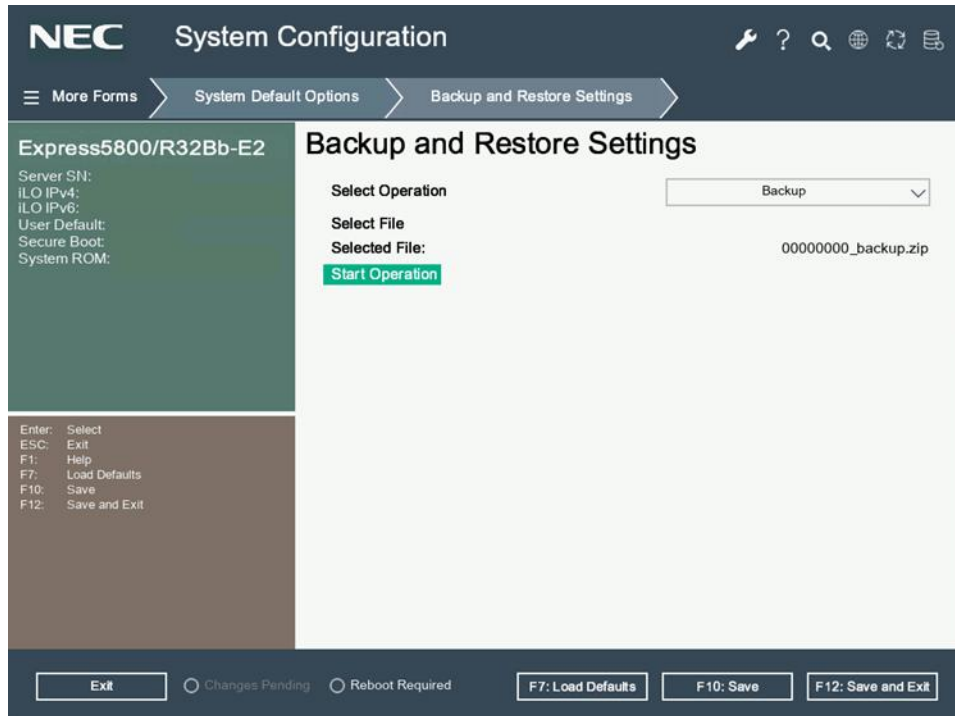 NEC System Configuration ?
More Forms System Default Options Backup and Restore Settings
Express5800/R32Bb-E2
Server SN:
iLO IPv4:
iLO IPv6:
User Default:
Secure Boot:
System ROM:
Backup and Restore Settings
Select Operation Backup
Select File
Selected File: 00000000_backup.zip
Start Operation
Enter: Select
ESC: Exit
F1: Help
F7: Load Defaults
F10: Save
F12: Save and Exit
Exit Changes Pending Reboot Required F7: Load Defaults F10: Save F12: Save and Exit